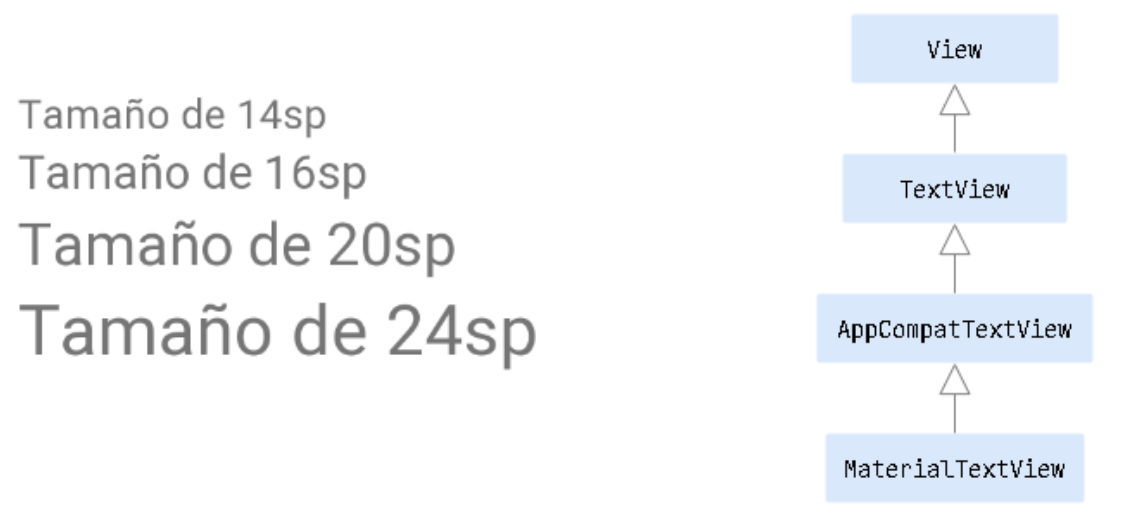 Tamaño de 14sp
Tamaño de 16sp
Tamaño de 20sp
Tamaño de 24sp
View
TextView
AppCompatTextView
MaterialTextView